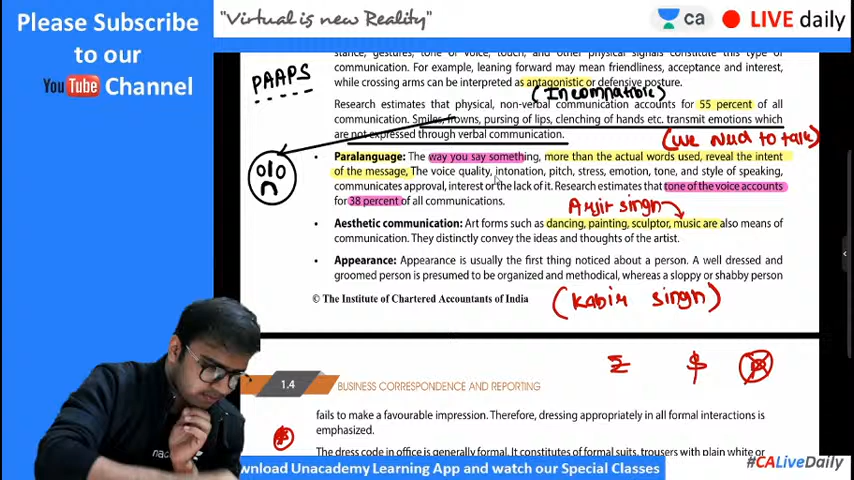 Please Subscribe
to our
YouTube Channel
"Virtual is new Reality"
ca
LIVE daily
PAAPS
stance, gestures, tone of voice, touch, and other physical signals constitute this type of
communication. For example, leaning forward may mean friendliness, acceptance and interest,
while crossing arms can be interpreted as antagonistic or defensive posture.
(Incompatible)
Research estimates that physical, non-verbal communication accounts for 55 percent of all
communication. Smiles, frowns, pursing of lips, clenching of hands etc. transmit emotions which
are not expressed through verbal communication.
(We Need to talk)
• Paralanguage: The way you say something, more than the actual words used, reveal the intent
of the message, The voice quality, intonation, pitch, stress, emotion, tone, and style of speaking,
communicates approval, interest or the lack of it. Research estimates that tone of the voice accounts
for 38 percent of all communications.
Arjit singh
• Aesthetic communication: Art forms such as dancing, painting, sculptor, music are also means of
communication. They distinctly convey the ideas and thoughts of the artist.
• Appearance: Appearance is usually the first thing noticed about a person. A well dressed and
groomed person is presumed to be organized and methodical, whereas a sloppy or shabby person
© The Institute of Chartered Accountants of India
(Kabir singh)
$
1.4
BUSINESS CORRESPONDENCE AND REPORTING
fails to make a favourable impression. Therefore, dressing appropriately in all formal interactions is
emphasized.
The dress code in office is generally formal. It constitutes of formal suits, trousers with plain white or
wnload Unacademy Learning App and watch our Special Classes
#CALiveDaily